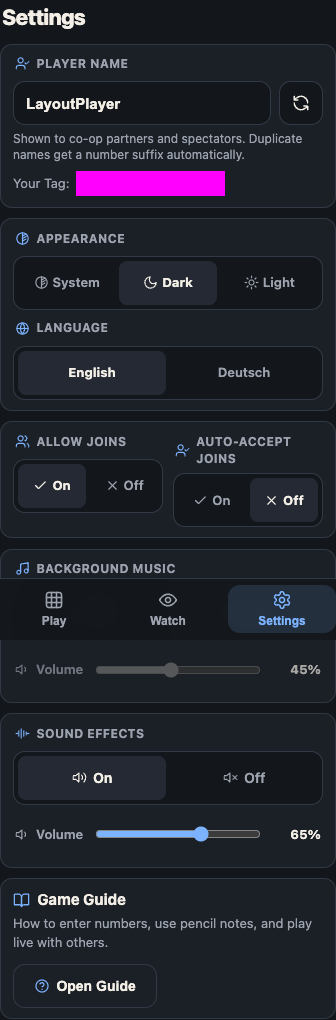 Settings
PLAYER NAME
LayoutPlayer
Shown to co-op partners and spectators. Duplicate
names get a number suffix automatically.
Your Tag:
APPEARANCE
System Dark Light
LANGUAGE
English Deutsch
ALLOW JOINS
On Off
AUTO-ACCEPT
JOINS
On Off
BACKGROUND MUSIC
Play Watch Settings
Volume 45%
SOUND EFFECTS
On Off
Volume 65%
Game Guide
How to enter numbers, use pencil notes, and play
live with others.
Open Guide